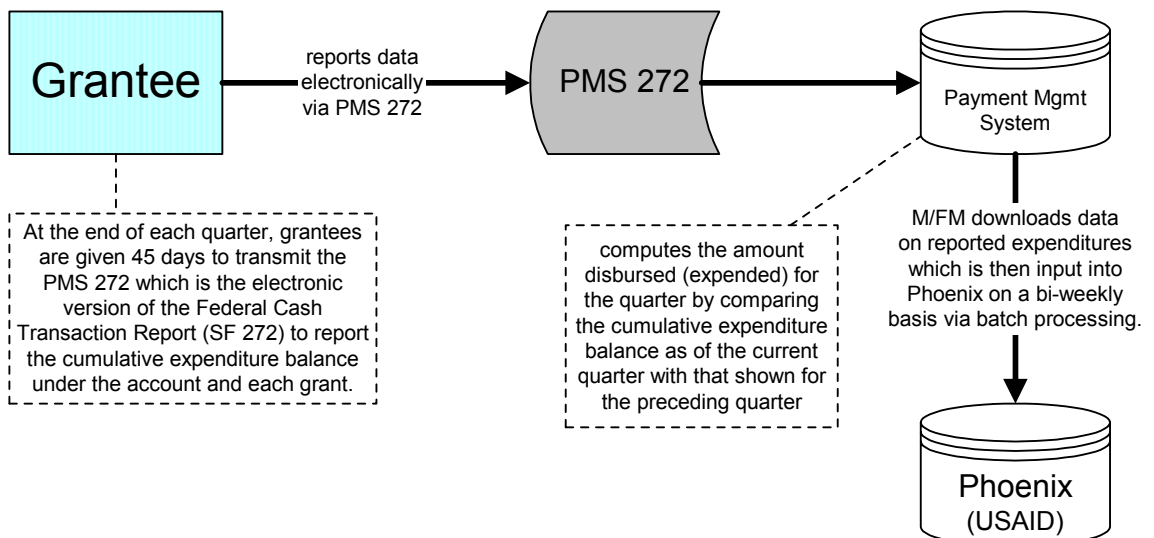 Grantee
reports data
electronically
via PMS 272
PMS 272
Payment Mgmt
System
At the end of each quarter, grantees
are given 45 days to transmit the
PMS 272 which is the electronic
version of the Federal Cash
Transaction Report (SF 272) to report
the cumulative expenditure balance
under the account and each grant.
computes the amount
disbursed (expended) for
the quarter by comparing
the cumulative expenditure
balance as of the current
quarter with that shown for
the preceding quarter
M/FM downloads data
on reported expenditures
which is then input into
Phoenix on a bi-weekly
basis via batch processing.
Phoenix
(USAID)